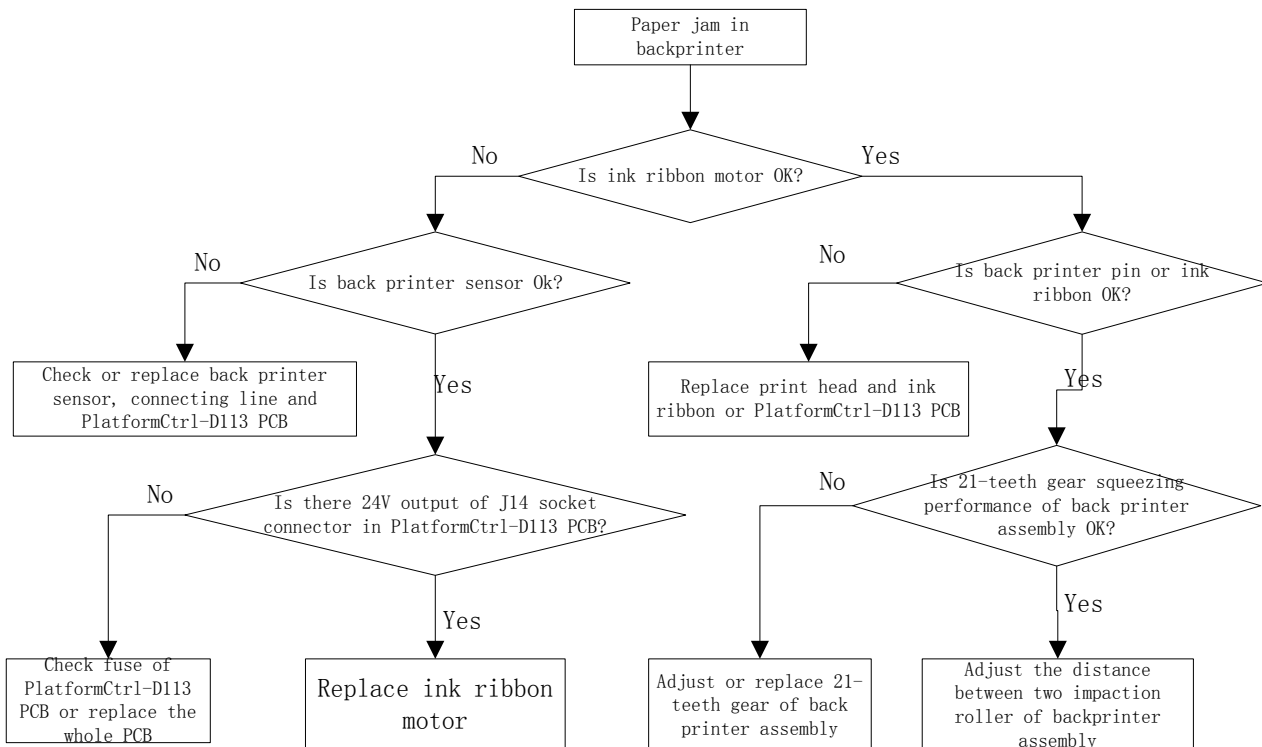 Paper jam in
backprinter
No
Yes
Is ink ribbon motor OK?
No
No
Is back printer sensor Ok?
Is back printer pin or ink
ribbon OK?
Check or replace back printer
sensor, connecting line and
PlatformCtrl-D113 PCB
Yes
Replace print head and ink
ribbon or PlatformCtrl-D113 PCB
Yes
No
Is there 24V output of J14 socket
connector in PlatformCtrl-D113 PCB?
No
Is 21-teeth gear squeezing
performance of back printer
assembly OK?
Yes
Yes
Check fuse of
PlatformCtrl-D113
PCB or replace the
whole PCB
Replace ink ribbon
motor
Adjust or replace 21-
teeth gear of back
printer assembly
Adjust the distance
between two impaction
roller of backprinter
assembly